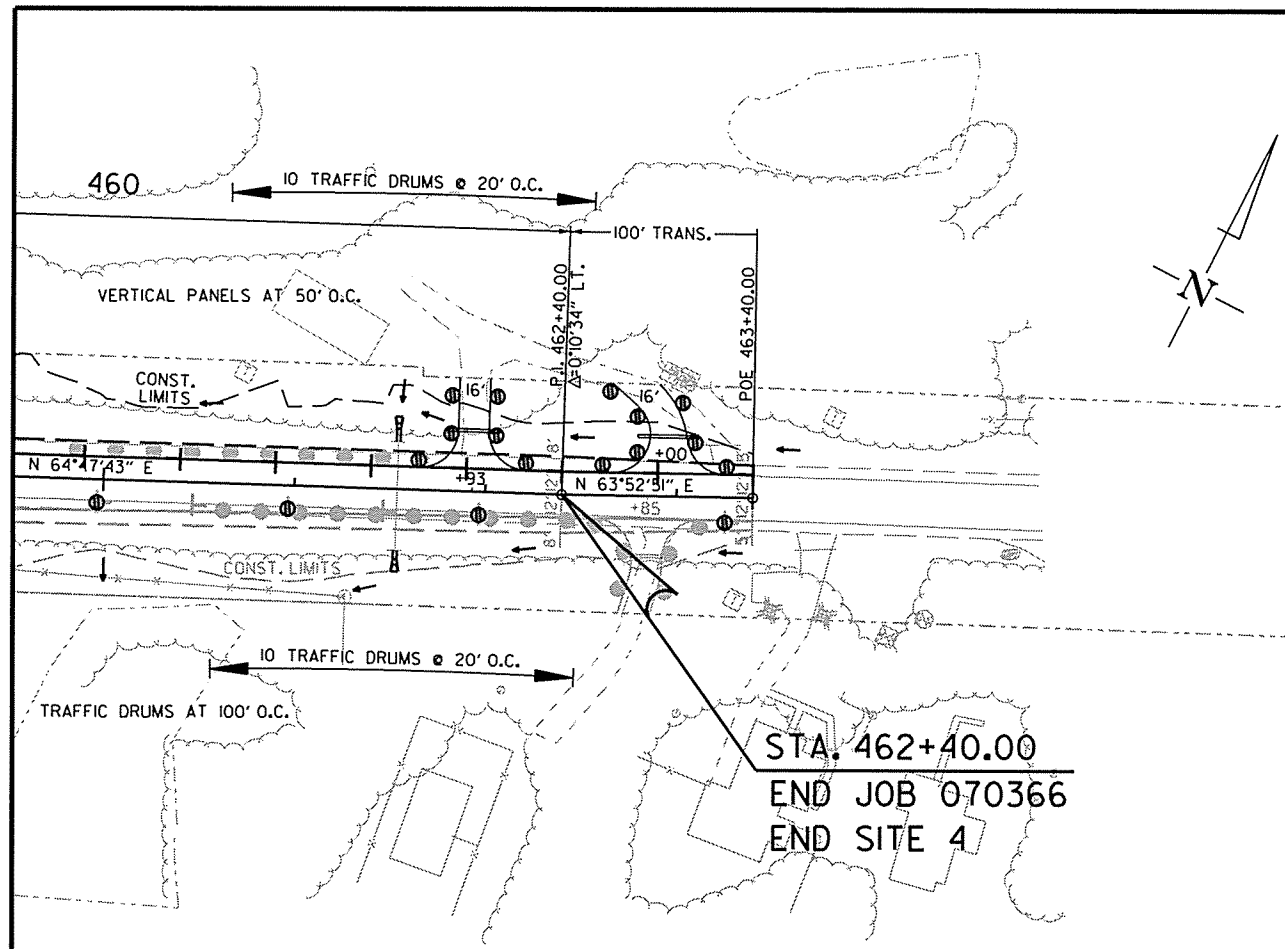 460
10 TRAFFIC DRUMS @ 20' O.C.
100' TRANS.
VERTICAL PANELS AT 50' O.C.
P.I. 462+40.00
Δ=0°10'34" LT.
POE 463+40.00
N
CONST.
LIMITS
16'
16'
8'
12'
12'
8'
5'
12'
12'
5'
+00
N 64°47'43" E
+93
N 63°52'51" E
+85
CONST. LIMITS
10 TRAFFIC DRUMS @ 20' O.C.
TRAFFIC DRUMS AT 100' O.C.
STA. 462+40.00
END JOB 070366
END SITE 4